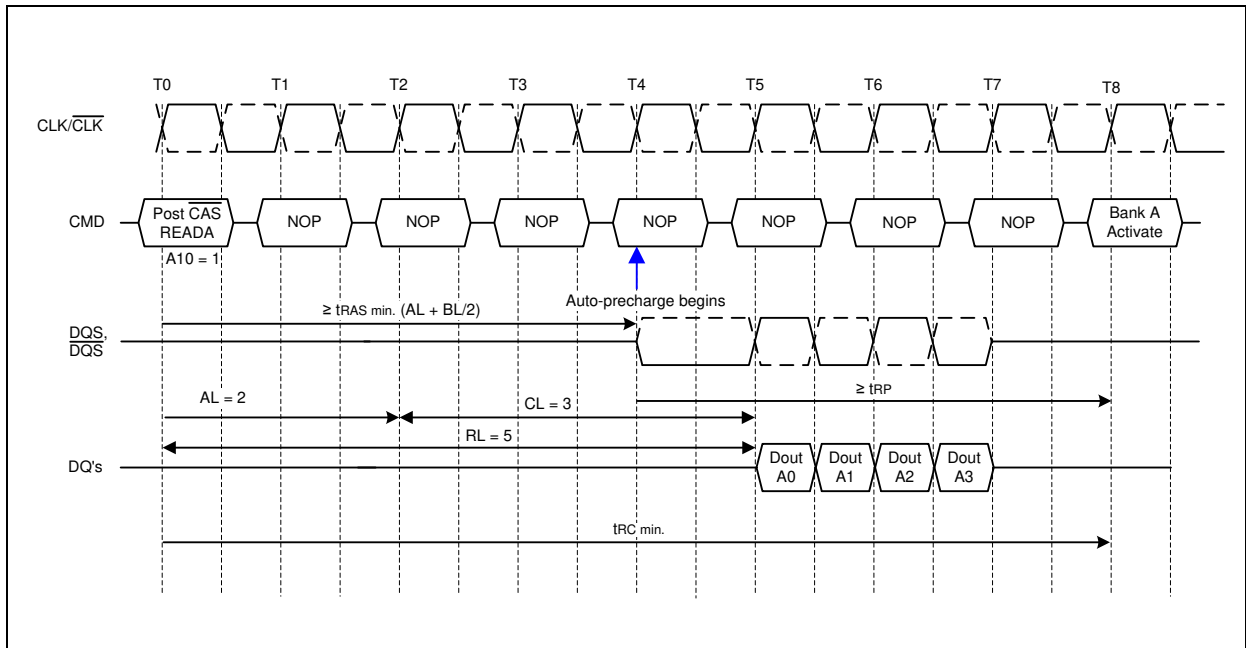 T0 T1 T2 T3 T4 T5 T6 T7 T8
CLK/CLK
CMD
Post CAS
READA
NOP NOP NOP NOP NOP NOP NOP
Bank A
Activate
A10 = 1
Auto-precharge begins
≥ tRAS min. (AL + BL/2)
DQS,
DQS
≥ tRP
AL = 2
CL = 3
RL = 5
DQ's
Dout
A0
Dout
A1
Dout
A2
Dout
A3
tRC min.